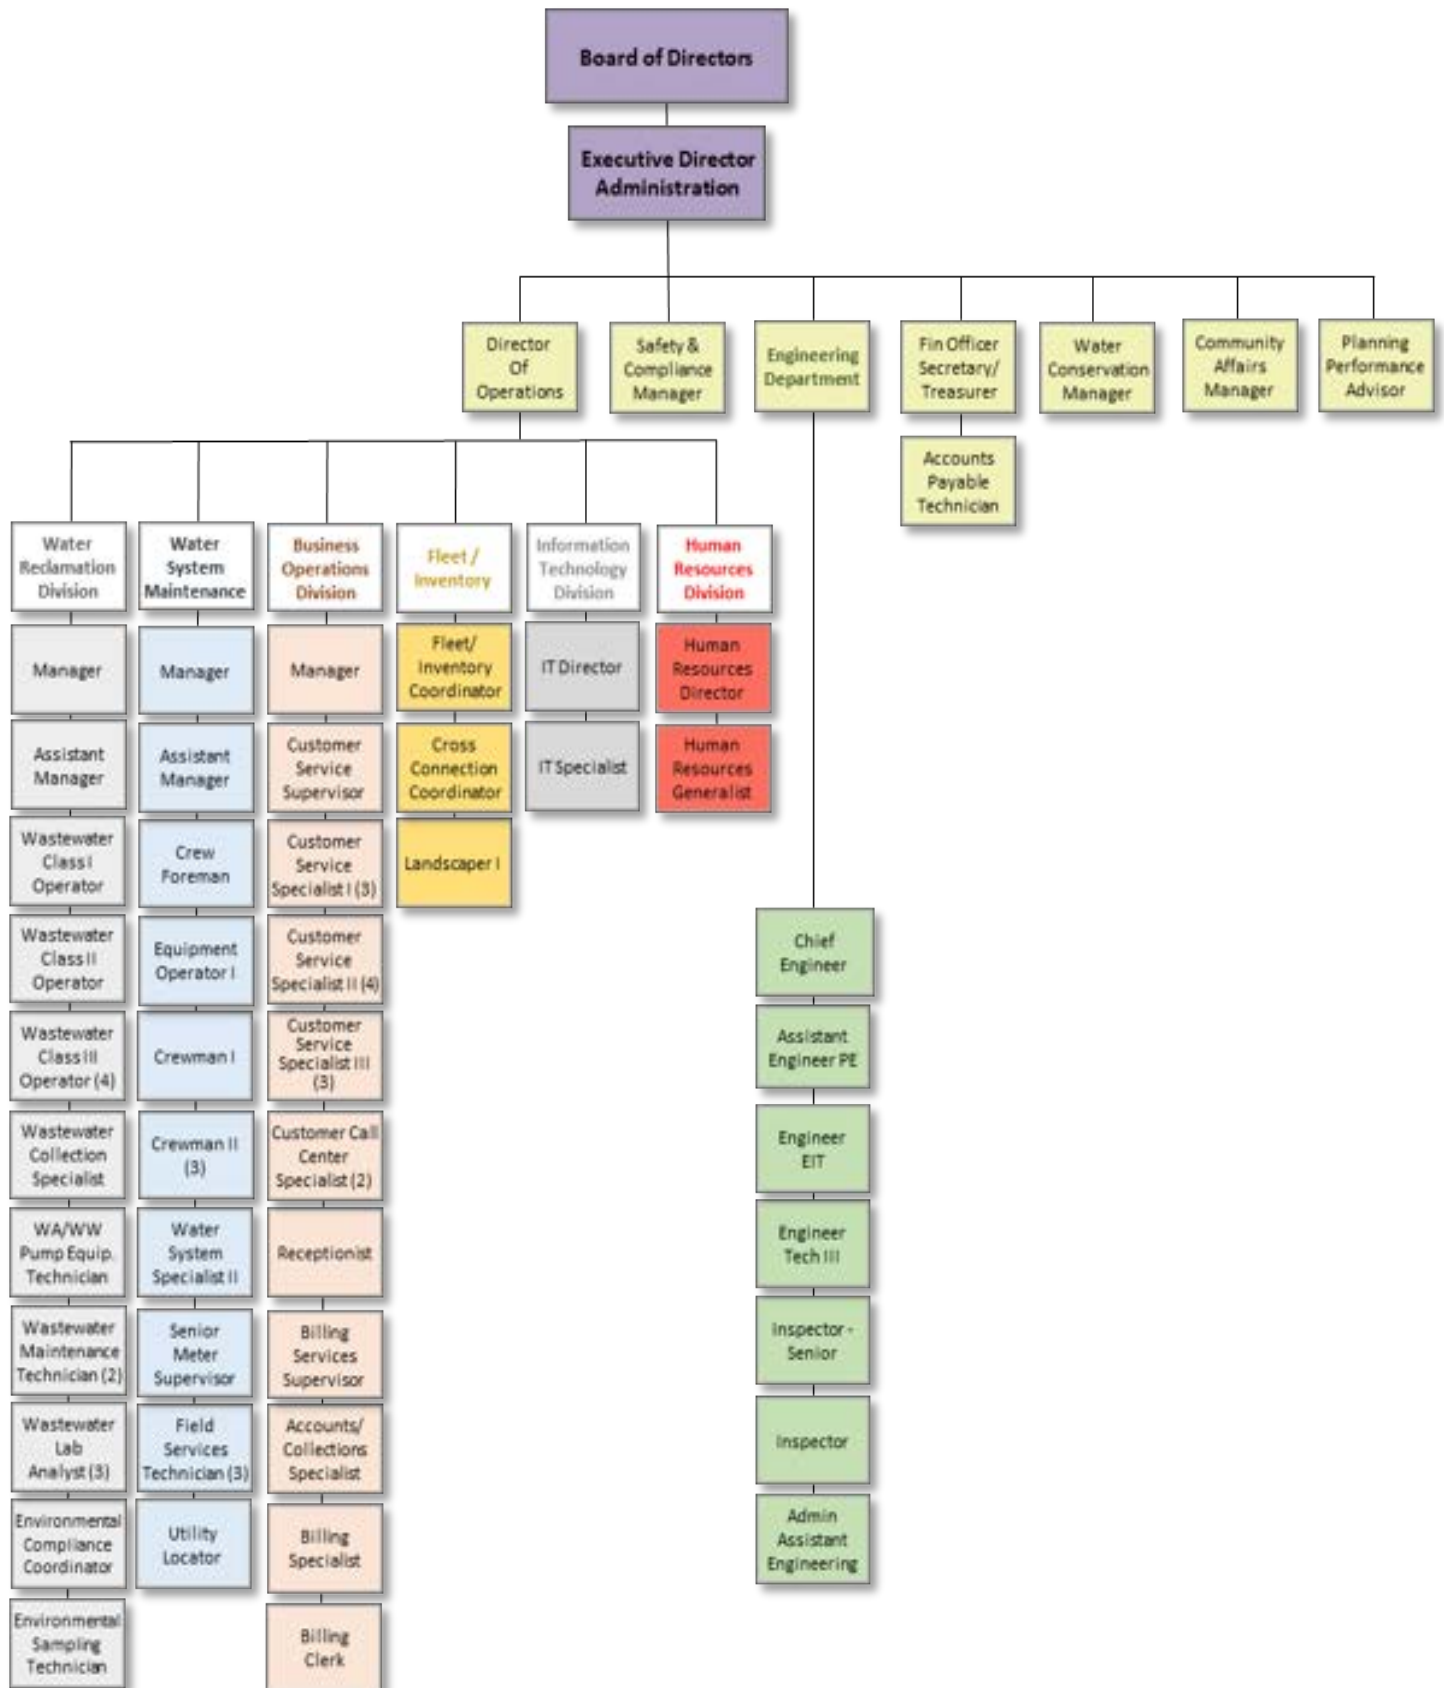 Board of Directors
Executive Director
Administration
Director
Of
Operations
Safety &
Compliance
Manager
Engineering
Department
Fin Officer
Secretary/
Treasurer
Water
Conservation
Manager
Community
Affairs
Manager
Planning
Performance
Advisor
Accounts
Payable
Technician
Water
Reclamation
Division
Manager
Assistant
Manager
Wastewater
Class I
Operator
Wastewater
Class II
Operator
Wastewater
Class III
Operator (4)
Wastewater
Collection
Specialist
WA/WW
Pump Equip.
Technician
Wastewater
Maintenance
Technician (2)
Wastewater
Lab
Analyst (3)
Environmental
Compliance
Coordinator
Environmental
Sampling
Technician
Water
System
Maintenance
Manager
Assistant
Manager
Crew
Foreman
Equipment
Operator I
Crewman I
Crewman II
(3)
Water
System
Specialist II
Senior
Meter
Supervisor
Field
Services
Technician (3)
Utility
Locator
Business
Operations
Division
Manager
Customer
Service
Supervisor
Customer
Service
Specialist I (3)
Customer
Service
Specialist II (4)
Customer
Service
Specialist III
(3)
Customer Call
Center
Specialist (2)
Receptionist
Billing
Services
Supervisor
Accounts/
Collections
Specialist
Billing
Specialist
Billing
Clerk
Fleet /
Inventory
Fleet/
Inventory
Coordinator
Cross
Connection
Coordinator
Landscaper I
Information
Technology
Division
IT Director
IT Specialist
Human
Resources
Division
Human
Resources
Director
Human
Resources
Generalist
Chief
Engineer
Assistant
Engineer PE
Engineer
EIT
Engineer
Tech III
Inspector -
Senior
Inspector
Admin
Assistant
Engineering